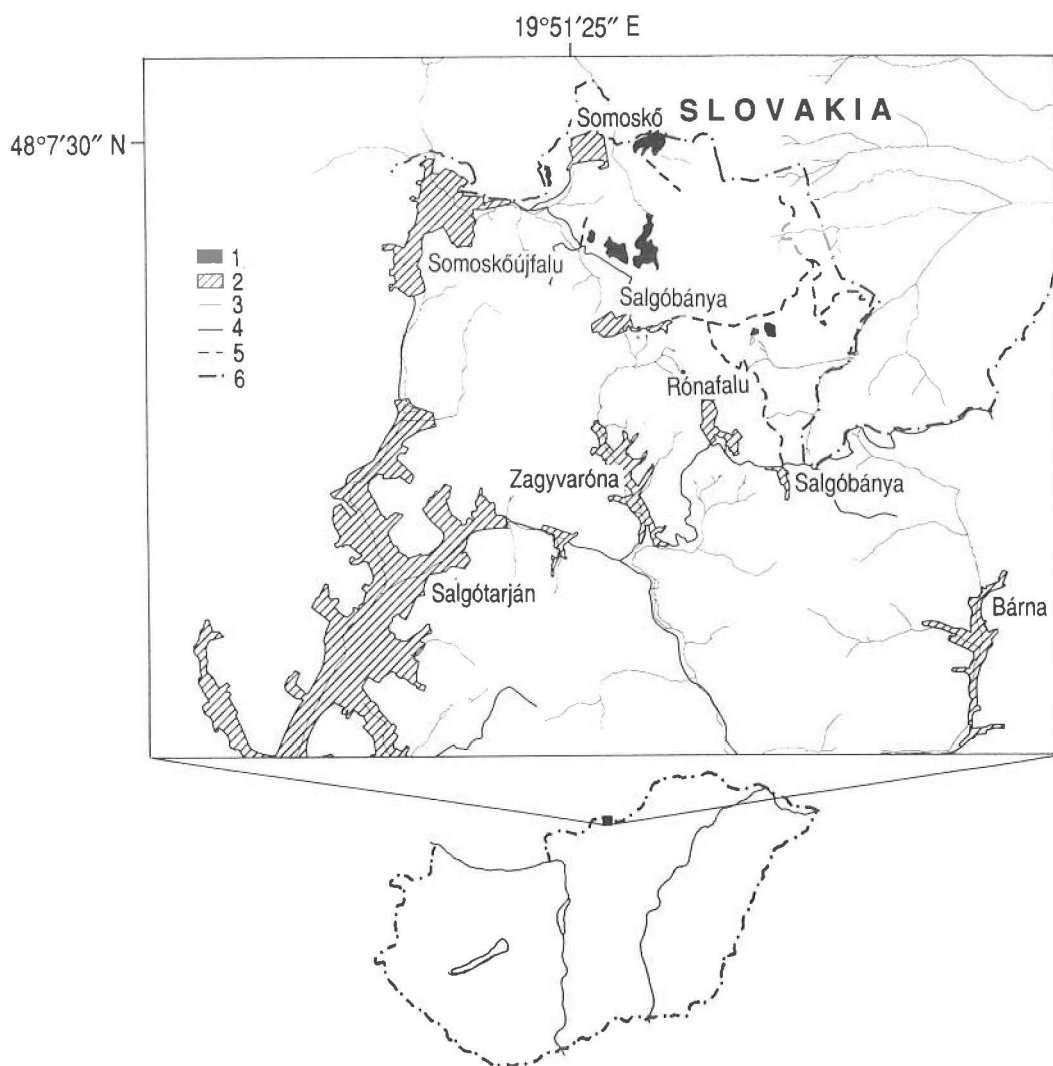 19°51′25″ E
48°7′30″ N
Somoskő
SLOVAKIA
1
2
3
4
5
6
Somoskőújfalu
Salgóbánya
Rónafalu
Zagyvaróna
Salgóbánya
Salgótarján
Bárna